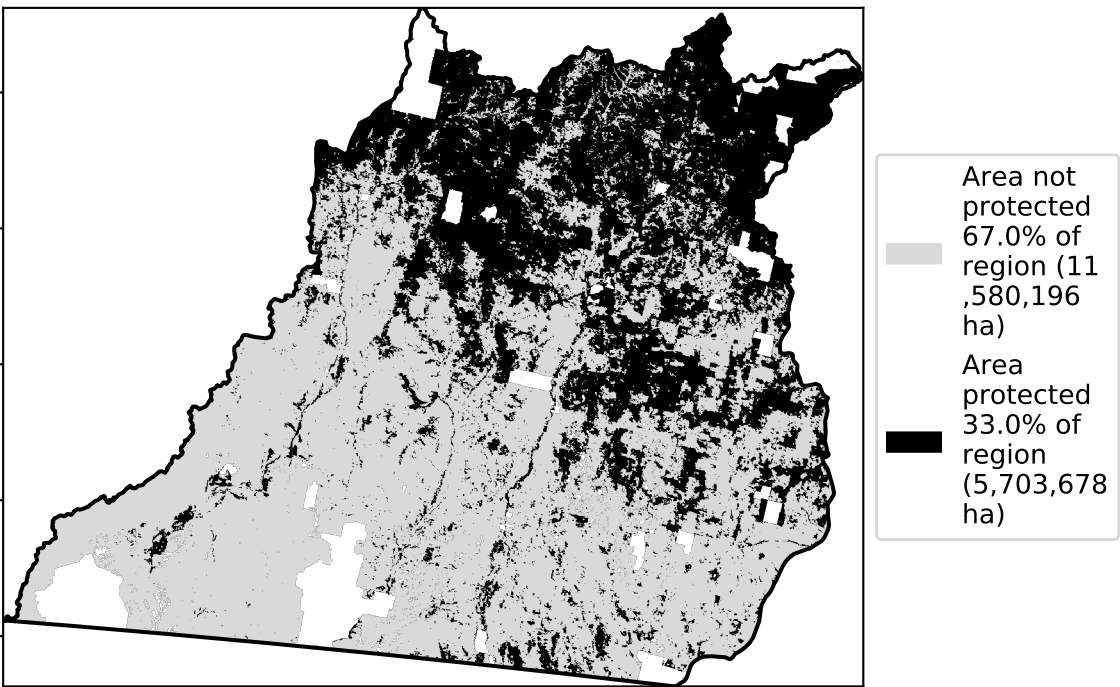 Area not
protected
67.0% of
region (11
,580,196
ha)
Area
protected
33.0% of
region
(5,703,678
ha)